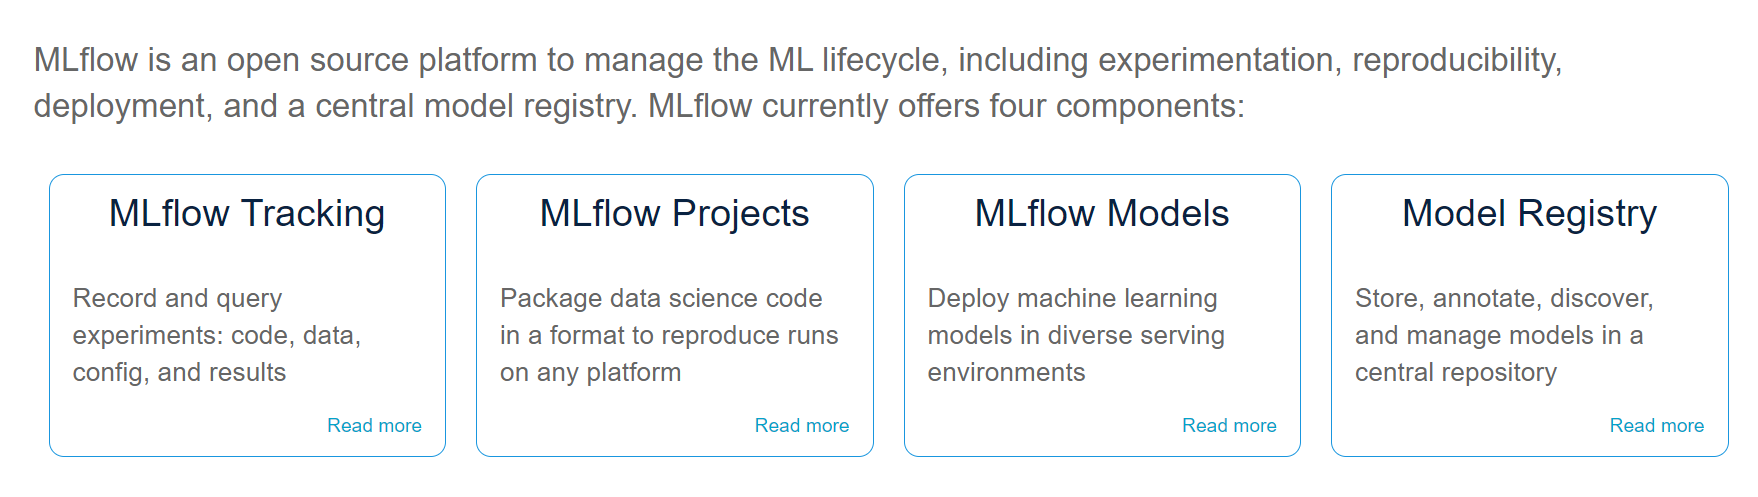 MLflow is an open source platform to manage the ML lifecycle, including experimentation, reproducibility,
deployment, and a central model registry. MLflow currently offers four components:
MLflow Tracking
Record and query
experiments: code, data,
config, and results
Read more
MLflow Projects
Package data science code
in a format to reproduce runs
on any platform
Read more
MLflow Models
Deploy machine learning
models in diverse serving
environments
Read more
Model Registry
Store, annotate, discover,
and manage models in a
central repository
Read more